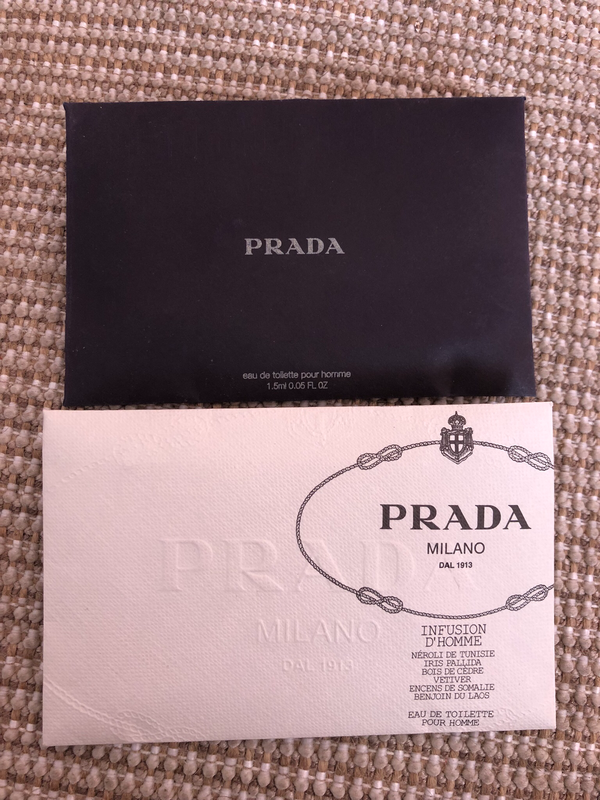 PRADA
eau de toilette pour homme
1.5ml 0.05 FL OZ
PRADA
MILANO
DAL 1913
PRADA
MILANO
DAL 1913
INFUSION
D'HOMME
NÉROLI DE TUNISIE
IRIS PALLIDA
BOIS DE CÈDRE
VETIVER
ENCENS DE SOMALIE
BENJOIN DU LAOS
EAU DE TOILETTE
POUR HOMME